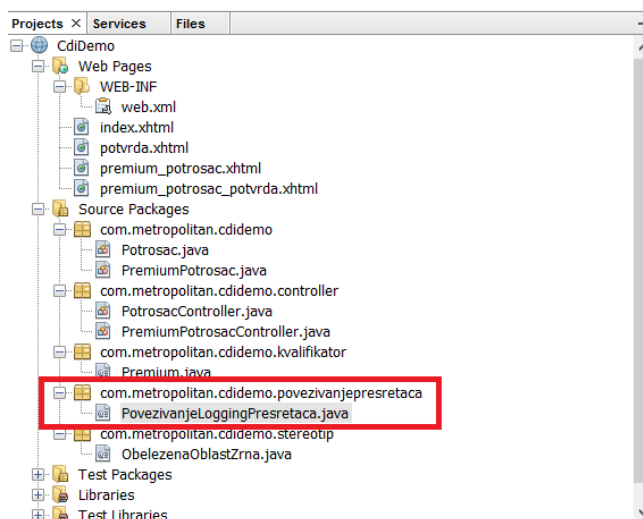 Projects × Services Files
CdiDemo
Web Pages
WEB-INF
web.xml
index.xhtml
potvrda.xhtml
premium_potrosac.xhtml
premium_potrosac_potvrda.xhtml
Source Packages
com.metropolitan.cdidemo
Potrosac.java
PremiumPotrosac.java
com.metropolitan.cdidemo.controller
PotrosacController.java
PremiumPotrosacController.java
com.metropolitan.cdidemo.kvalifikator
Premium.java
com.metropolitan.cdidemo.povezivanjepresretaca
PovezivanjeLoggingPresretaca.java
com.metropolitan.cdidemo.stereotip
ObelezenaOblastZrna.java
Test Packages
Libraries
Test Libraries